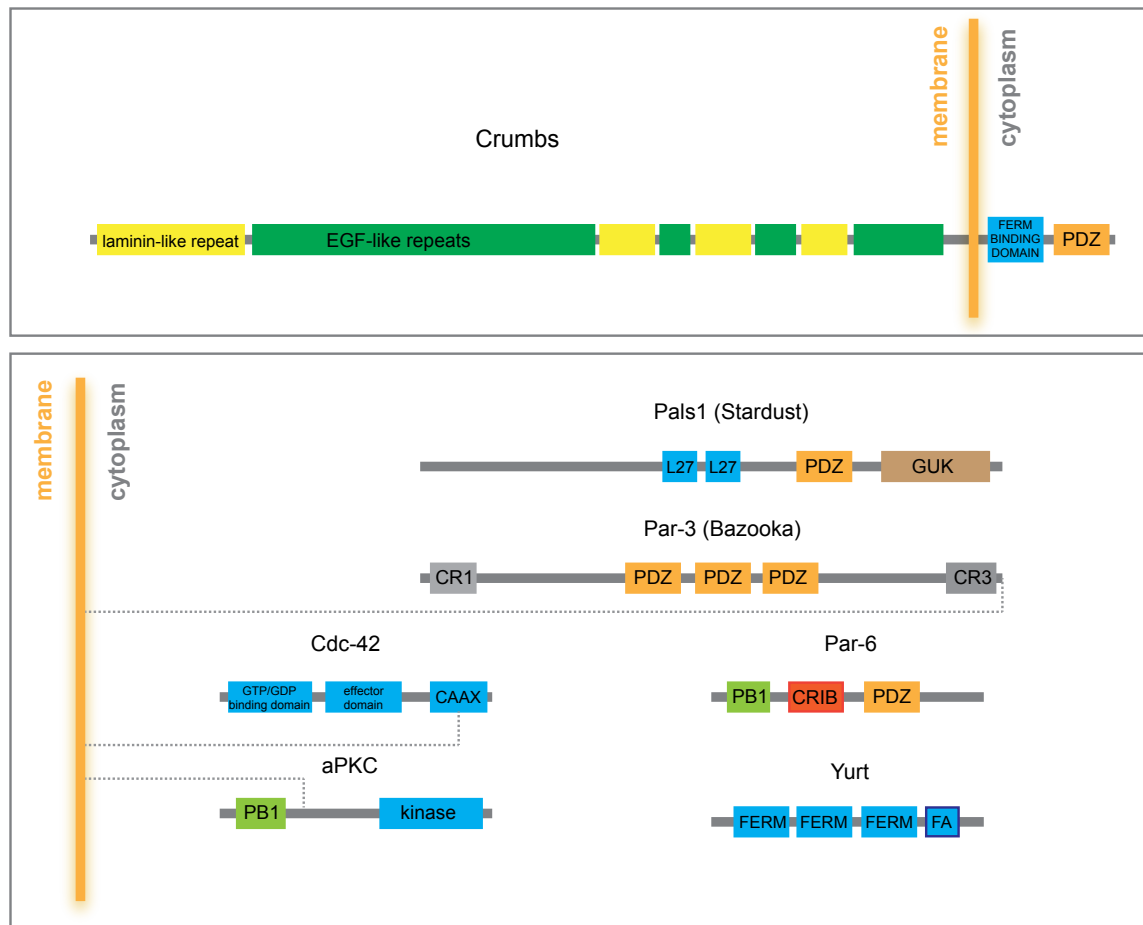 membrane
cytoplasm
Crumbs
laminin-like repeat
EGF-like repeats
FERM
BINDING
DOMAIN
PDZ
membrane
cytoplasm
Pals1 (Stardust)
L27
L27
PDZ
GUK
Par-3 (Bazooka)
CR1
PDZ
PDZ
PDZ
CR3
Cdc-42
Par-6
GTP/GDP
binding domain
effector
domain
CAAX
PB1
CRIB
PDZ
aPKC
Yurt
PB1
kinase
FERM
FERM
FERM
FA